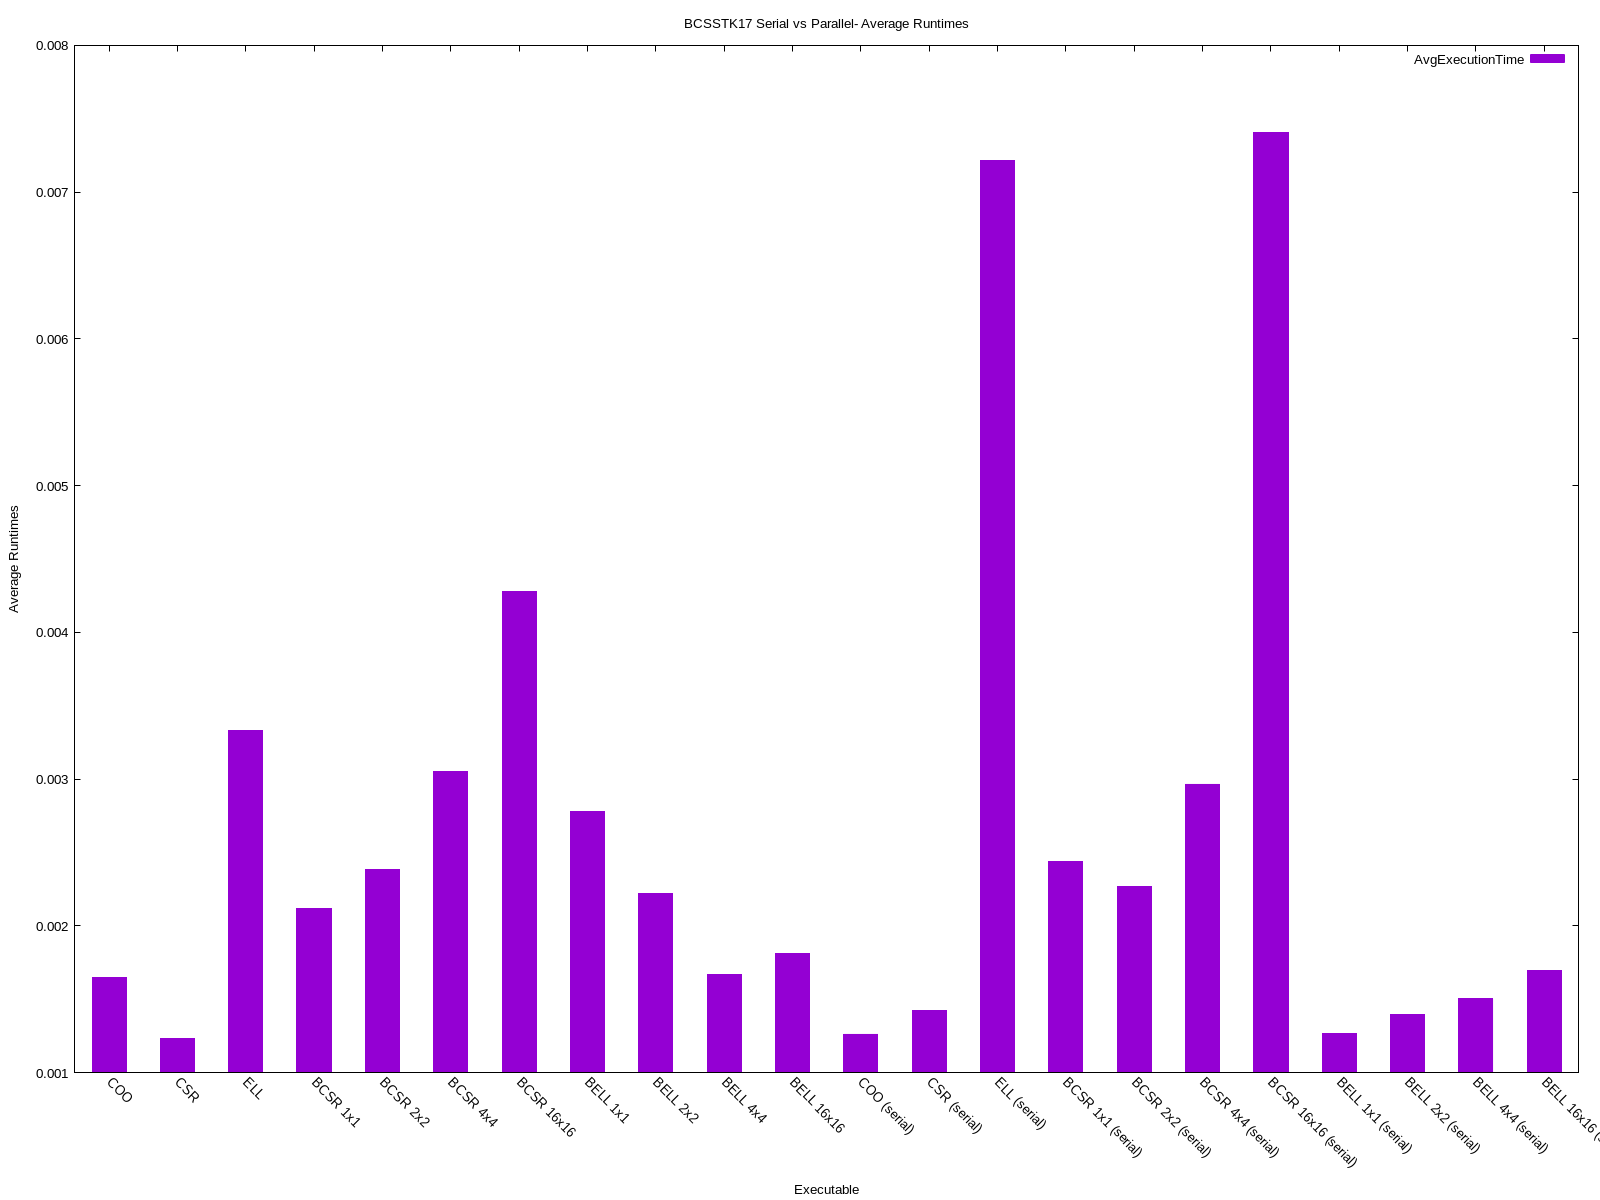 BCSSTK17 Serial vs Parallel- Average Runtimes
AvgExecutionTime
0.008
0.007
0.006
0.005
0.004
0.003
0.002
0.001
Average Runtimes
COO
CSR
ELL
BCSR 1x1
BCSR 2x2
BCSR 4x4
BCSR 16x16
BELL 1x1
BELL 2x2
BELL 4x4
BELL 16x16
COO (serial)
CSR (serial)
ELL (serial)
BCSR 1x1 (serial)
BCSR 2x2 (serial)
BCSR 4x4 (serial)
BCSR 16x16 (serial)
BELL 1x1 (serial)
BELL 2x2 (serial)
BELL 4x4 (serial)
BELL 16x16
Executable